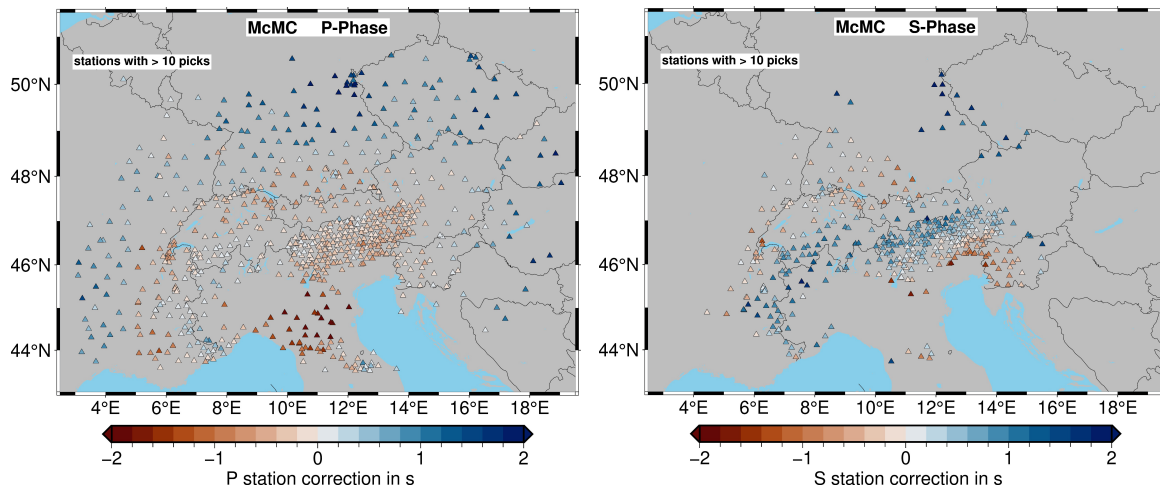 McMC P-Phase
stations with > 10 picks
50°N
48°N
46°N
44°N
4°E 6°E 8°E 10°E 12°E 14°E 16°E 18°E
−2 −1 0 1 2
P station correction in s
McMC S-Phase
stations with > 10 picks
50°N
48°N
46°N
44°N
4°E 6°E 8°E 10°E 12°E 14°E 16°E 18°E
−2 −1 0 1 2
S station correction in s